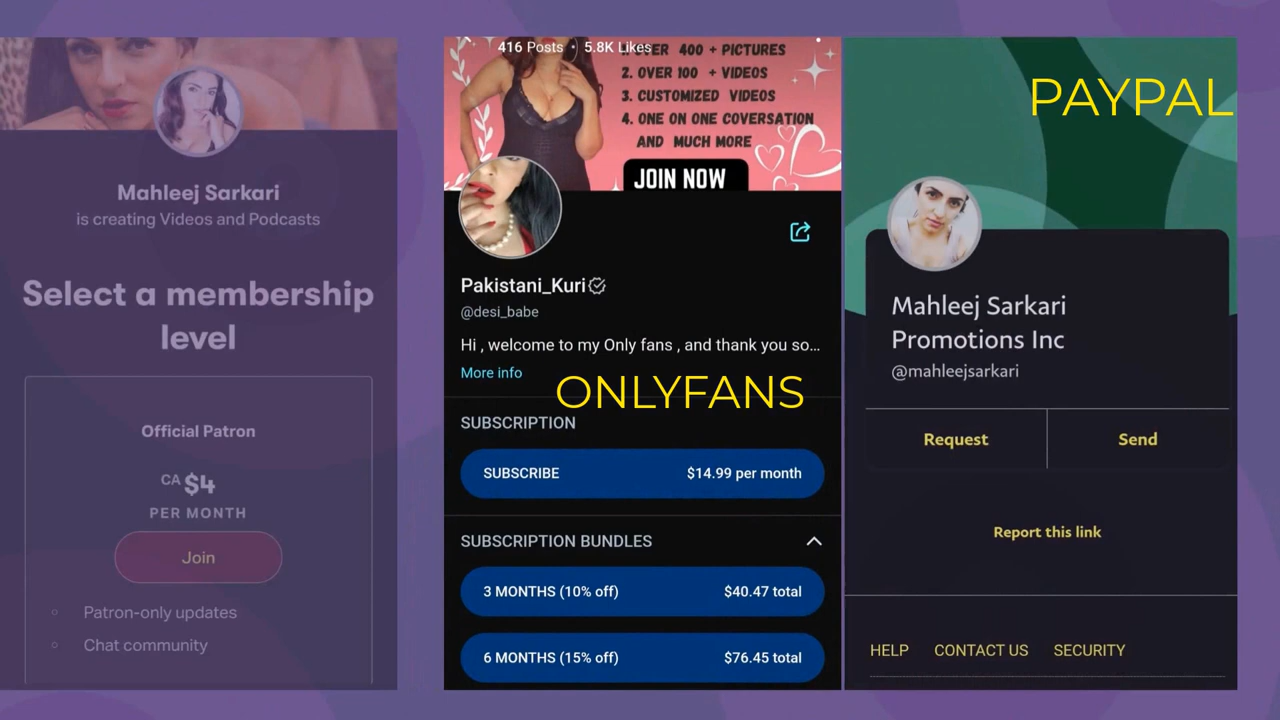 Mahleej Sarkari
is creating Videos and Podcasts
Select a membership
level
Official Patron
CA $4
PER MONTH
Join
Patron-only updates
Chat community
416 Posts • 5.8K Likes
1. OVER 400 + PICTURES
2. OVER 100 + VIDEOS
3. CUSTOMIZED VIDEOS
4. ONE ON ONE COVERSATION
AND MUCH MORE
JOIN NOW
Pakistani_Kuri
@desi_babe
Hi , welcome to my Only fans , and thank you so...
More info
ONLYFANS
SUBSCRIPTION
SUBSCRIBE $14.99 per month
SUBSCRIPTION BUNDLES
3 MONTHS (10% off) $40.47 total
6 MONTHS (15% off) $76.45 total
PAYPAL
Mahleej Sarkari
Promotions Inc
@mahleejsarkari
Request Send
Report this link
HELP CONTACT US SECURITY